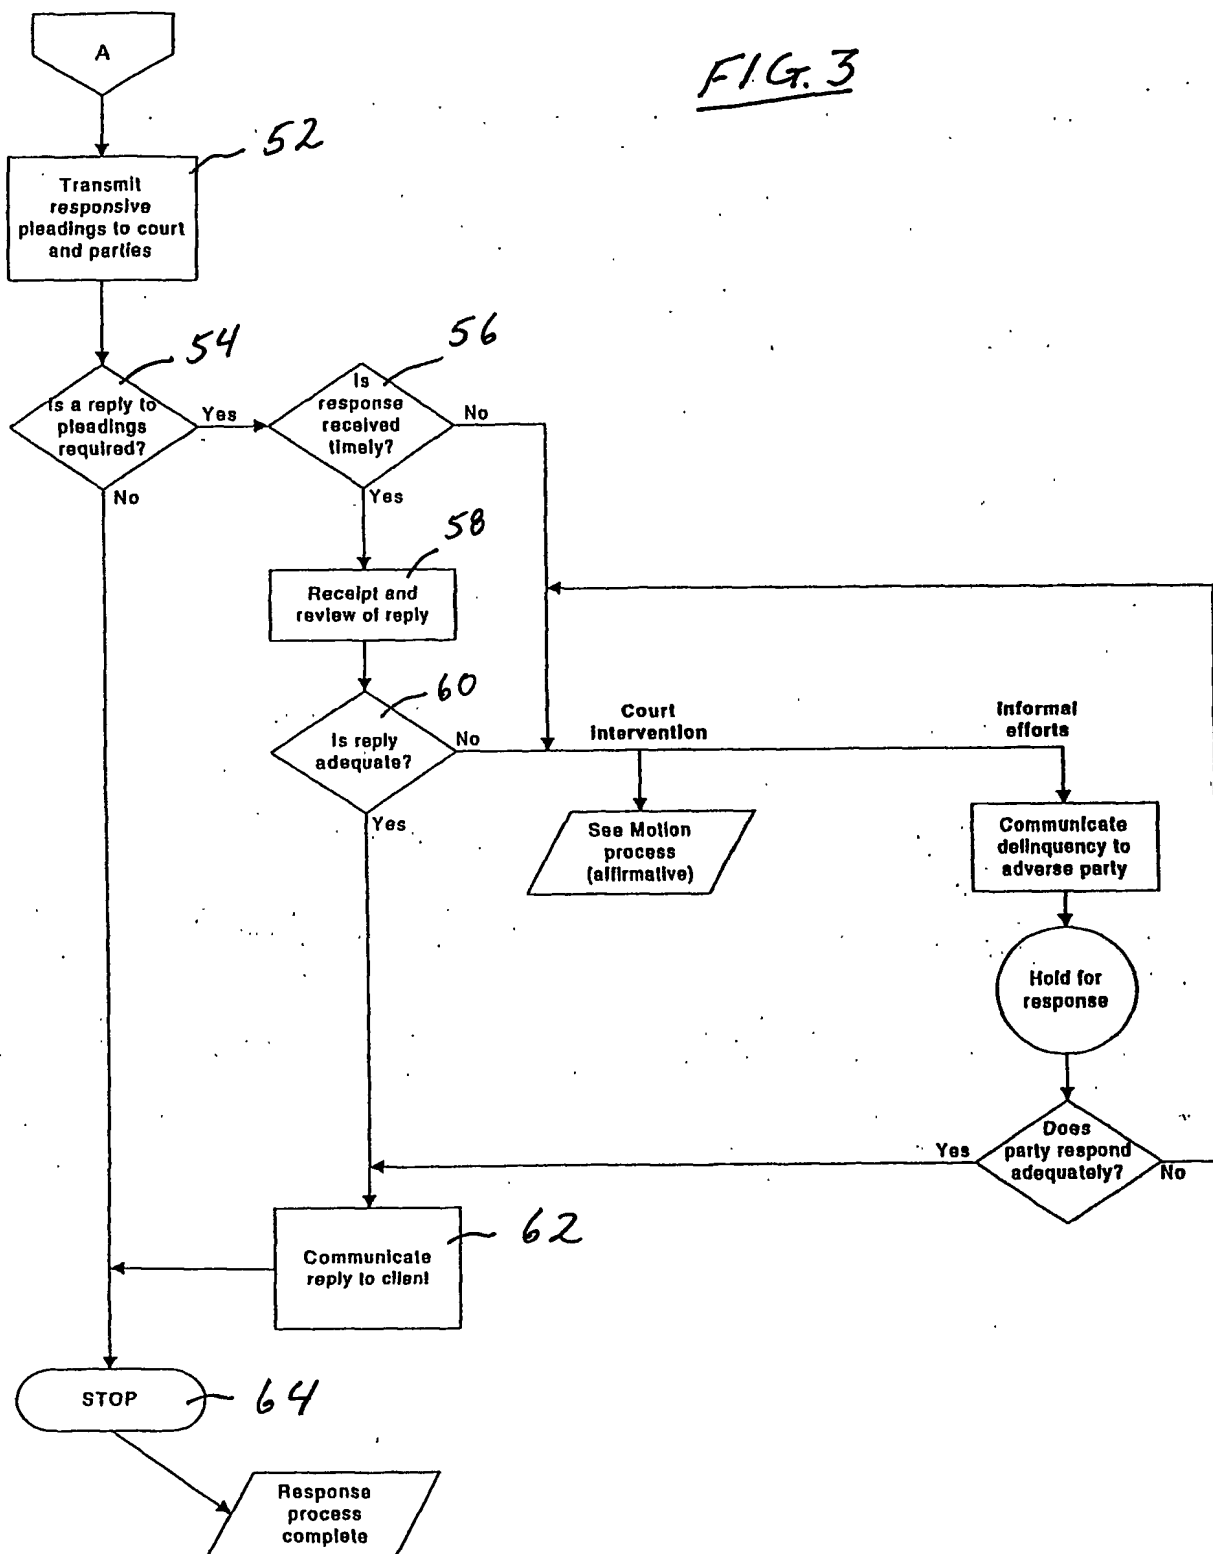 A
FIG. 3
52
Transmit
responsive
pleadings to court
and parties
54
56
Is a reply to
pleadings
required?
Yes
Is
response
received
timely?
No
No
Yes
58
Receipt and
review of reply
60
Is reply
adequate?
No
Court
intervention
Informal
efforts
Yes
See Motion
process
(affirmative)
Communicate
delinquency to
adverse party
Hold for
response
Does
party respond
adequately?
Yes
No
62
Communicate
reply to client
STOP
64
Response
process
complete